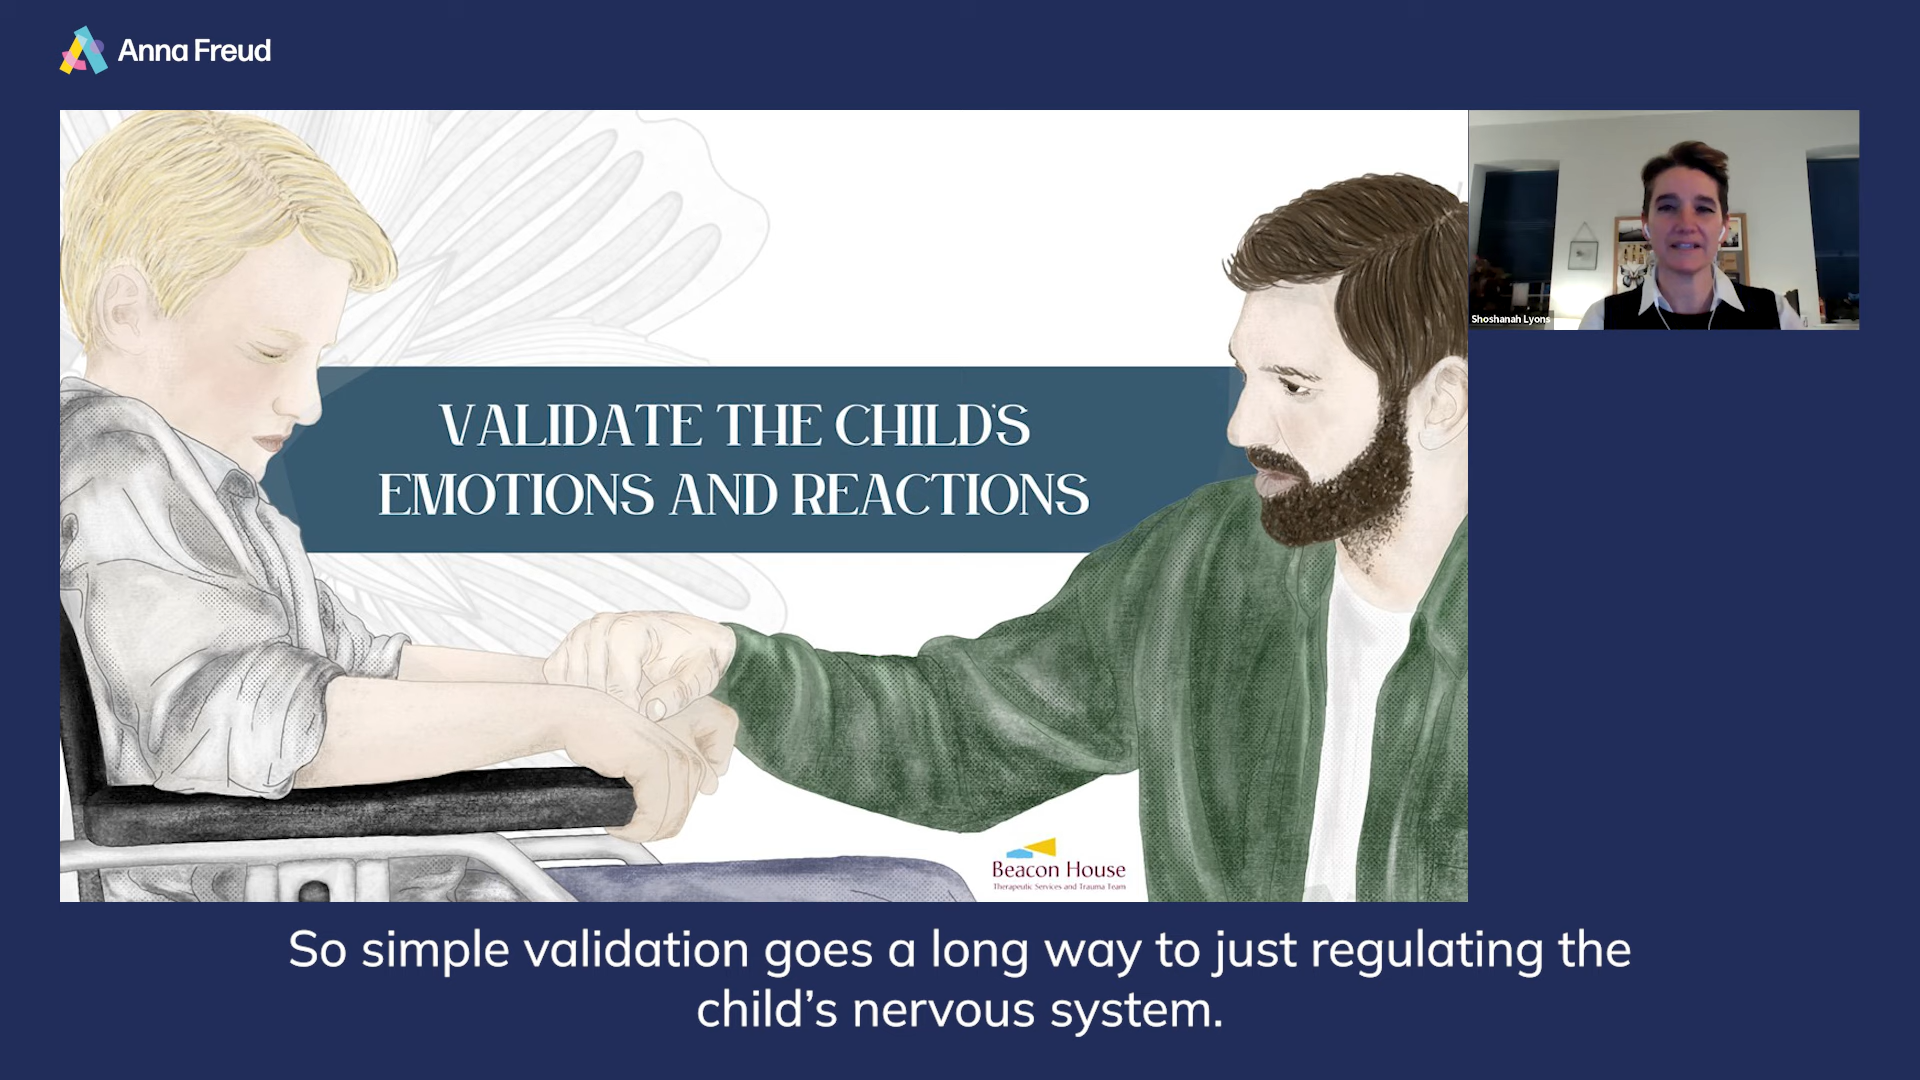 Anna Freud
VALIDATE THE CHILD'S
EMOTIONS AND REACTIONS
Shoshanah Lyons
Beacon House
Therapeutic Services and Trauma Team
So simple validation goes a long way to just regulating the
child’s nervous system.